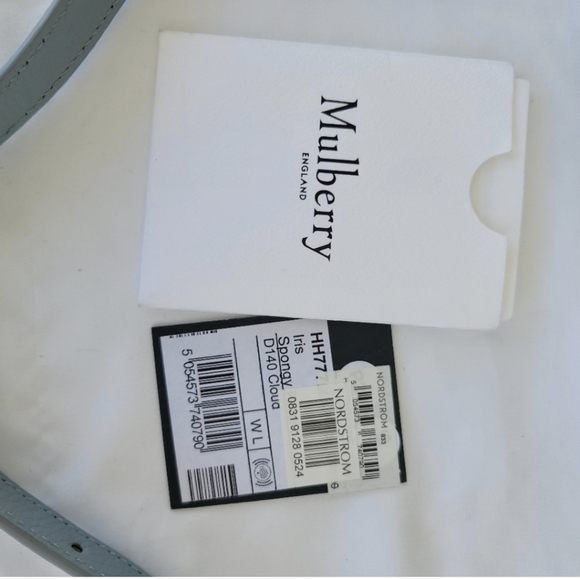 Mulberry
ENGLAND
HH77
Iris
Spongy
D140 Cloud
5 054573 740790
W L
NORDSTROM
0831 9128 0524
NORDSTROM